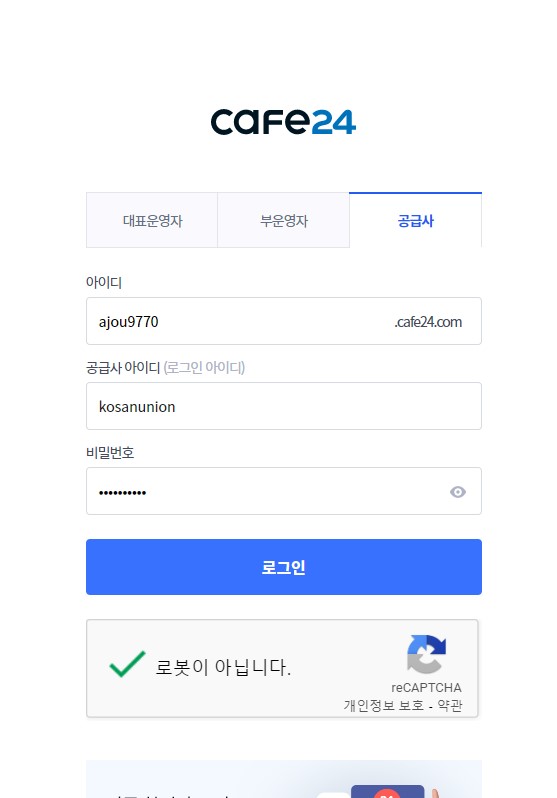 cafe24
대표운영자 부운영자 공급사
아이디
ajou9770 .cafe24.com
공급사 아이디 (로그인 아이디)
kosanunion
비밀번호
••••••••••
로그인
로봇이 아닙니다.
reCAPTCHA
개인정보 보호 - 약관